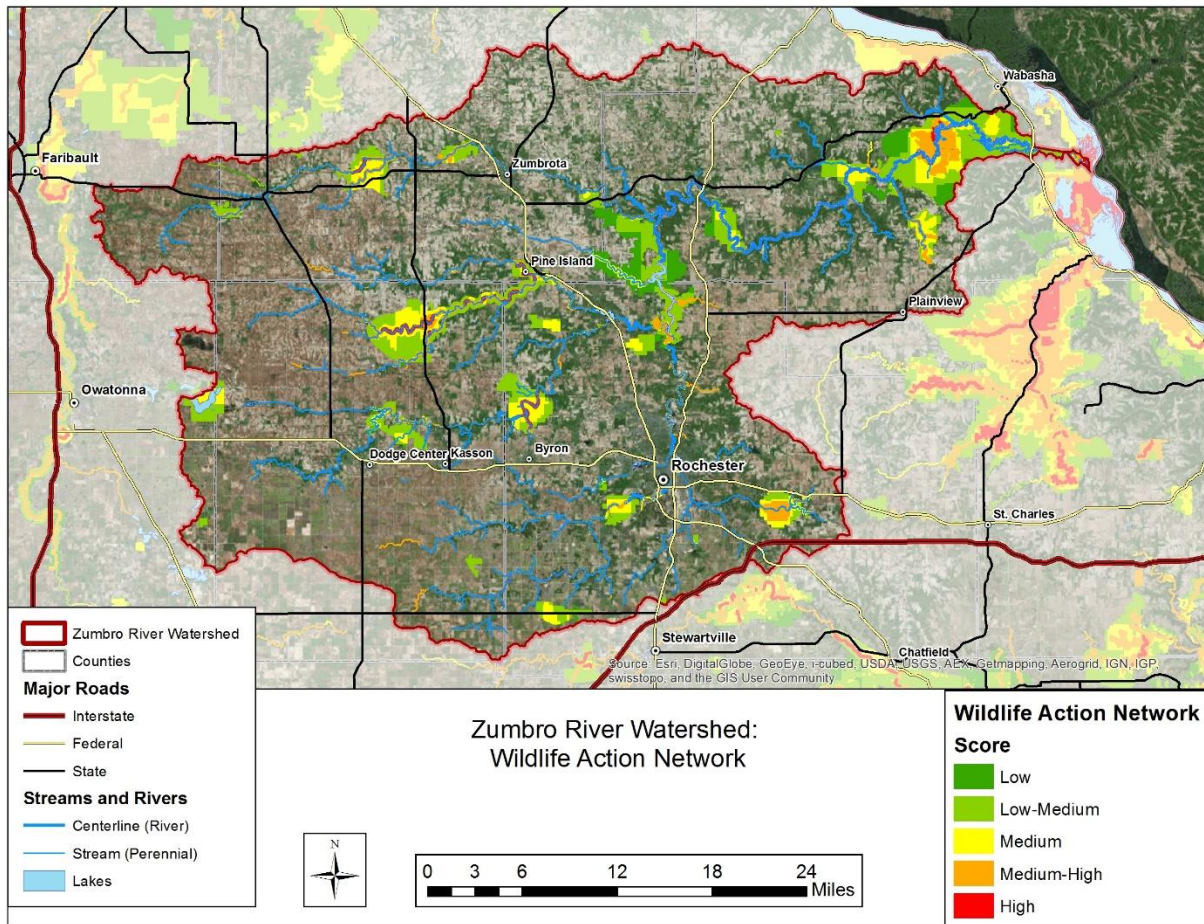 Wabasha
Faribault
Zumbrota
Pine Island
Plainview
Owatonna
Dodge Center
Kasson
Byron
Rochester
St. Charles
Stewartville
Chatfield
Source: Esri, DigitalGlobe, GeoEye, i-cubed, USDA, USGS, AEX, Getmapping, Aerogrid, IGN, IGP,
swisstopo, and the GIS User Community
Zumbro River Watershed
Counties
Major Roads
Interstate
Federal
State
Streams and Rivers
Centerline (River)
Stream (Perennial)
Lakes
Zumbro River Watershed:
Wildlife Action Network
N
0 3 6 12 18 24
Miles
Wildlife Action Network
Score
Low
Low-Medium
Medium
Medium-High
High